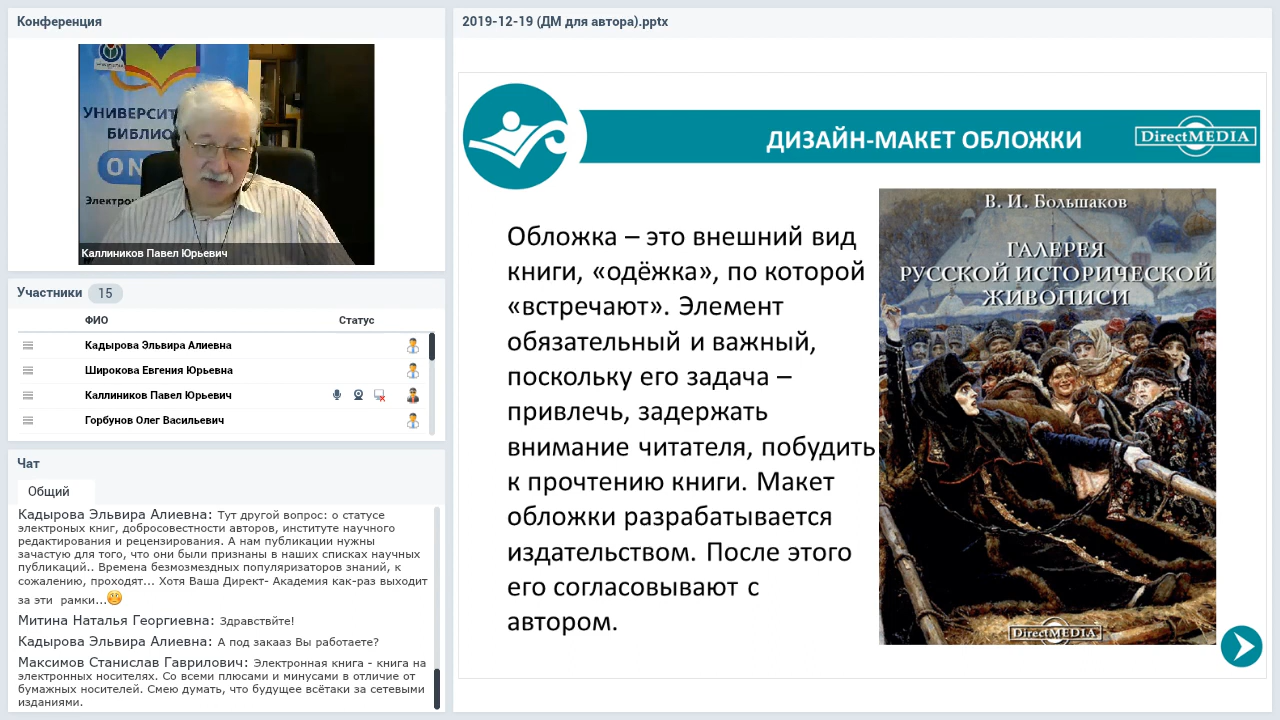 Конференция
УНИВЕРСИТ
БИБЛИО
ON
Электро
Каллиников Павел Юрьевич
Участники 15
ФИО Статус
Кадырова Эльвира Алиевна
Широкова Евгения Юрьевна
Каллиников Павел Юрьевич
Горбунов Олег Васильевич
Чат
Общий
Кадырова Эльвира Алиевна: Тут другой вопрос: о статусе
электроных книг, добросовестности авторов, институте научного
редактирования и рецензирования. А нам публикации нужны
зачастую для того, что они были признаны в наших списках научных
публикаций.. Времена безмозмездных популяризаторов знаний, к
сожалению, проходят... Хотя Ваша Директ- Академия как-раз выходит
за эти рамки...
Митина Наталья Георгиевна: Здравствйте!
Кадырова Эльвира Алиевна: А под закааз Вы работаете?
Максимов Станислав Гаврилович: Электронная книга - книга на
электронных носителях. Со всеми плюсами и минусами в отличие от
бумажных носителей. Смею думать, что будущее всётаки за сетевыми
изданиями.
2019-12-19 (ДМ для автора).pptx
ДИЗАЙН-МАКЕТ ОБЛОЖКИ
DirectMEDIA
Обложка – это внешний вид
книги, «одёжка», по которой
«встречают». Элемент
обязательный и важный,
поскольку его задача –
привлечь, задержать
внимание читателя, побудить
к прочтению книги. Макет
обложки разрабатывается
издательством. После этого
его согласовывают с
автором.
В. И. Большаков
ГАЛЕРЕЯ
РУССКОЙ ИСТОРИЧЕСКОЙ
ЖИВОПИСИ
DirectMEDIA